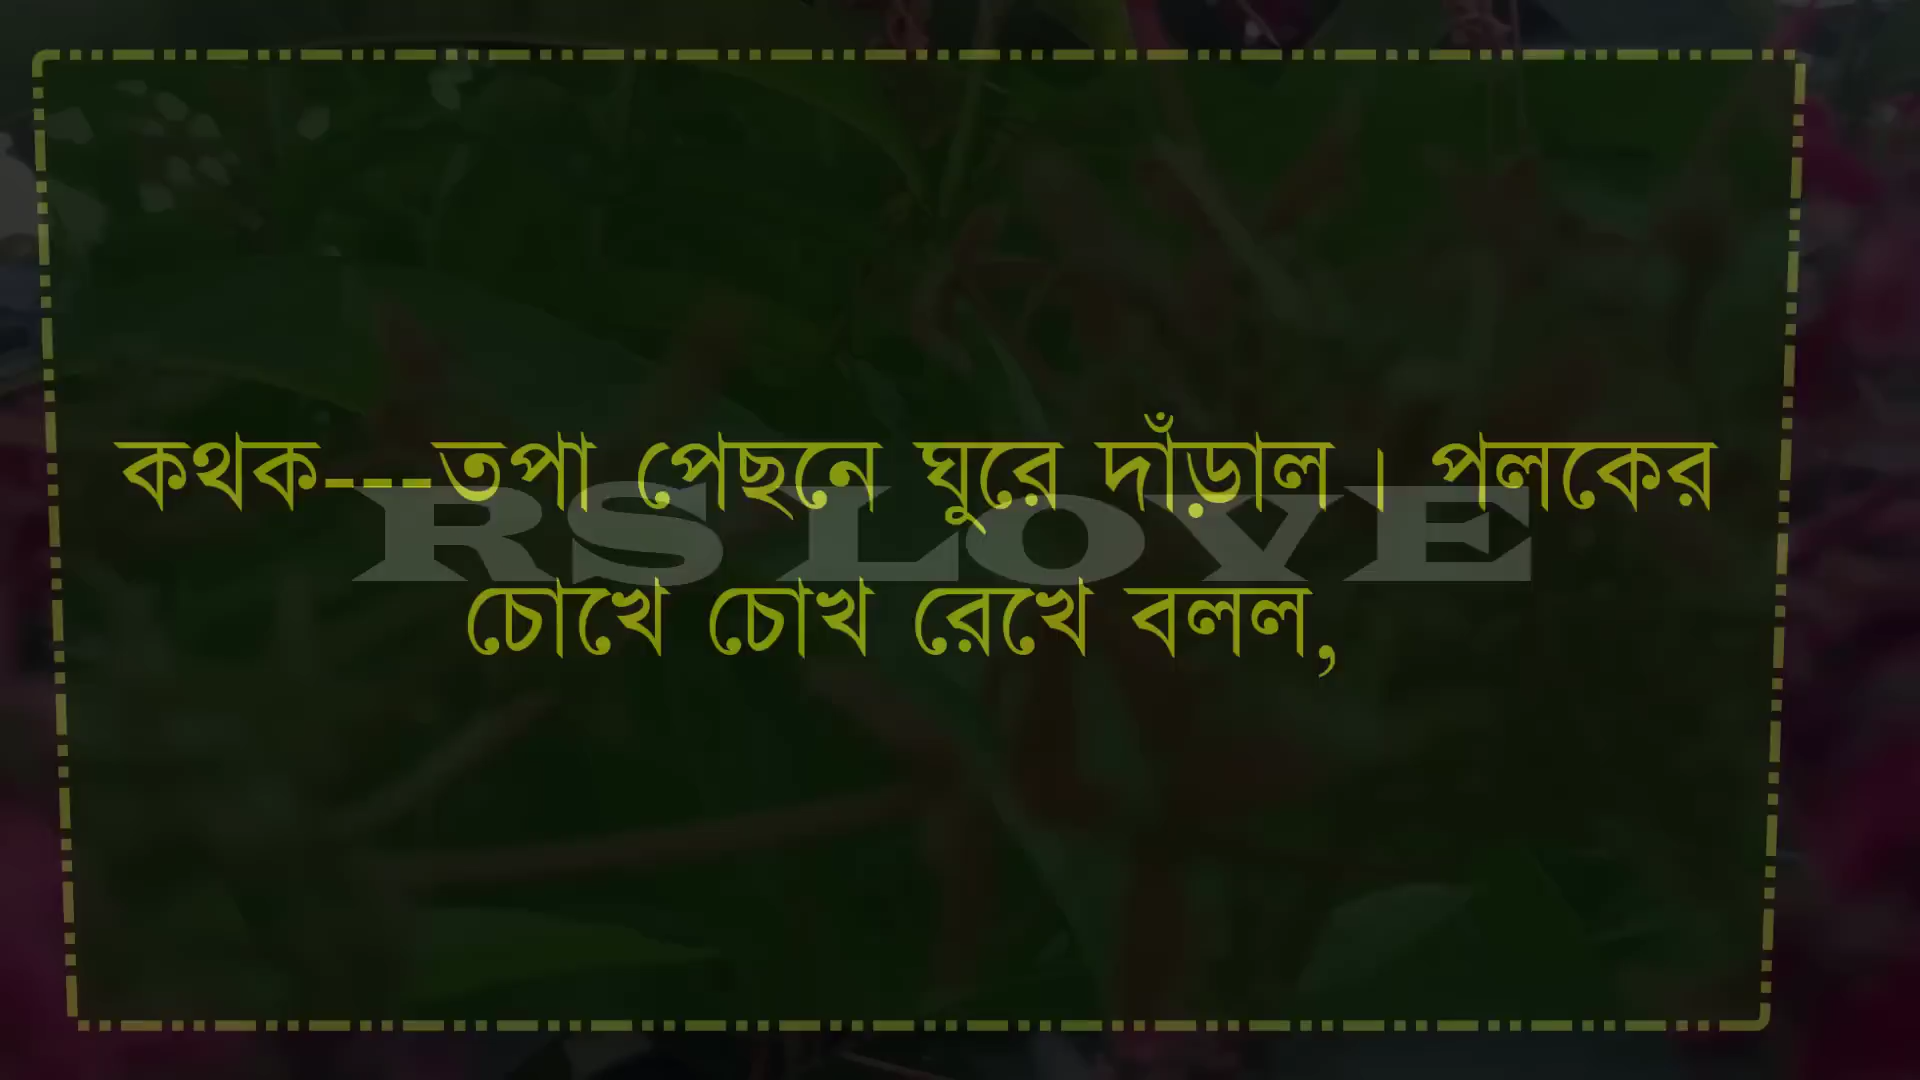 কথক---তপা পেছনে ঘুরে দাঁড়াল। পলকের
RS LOVE
চোখে চোখ রেখে বলল,